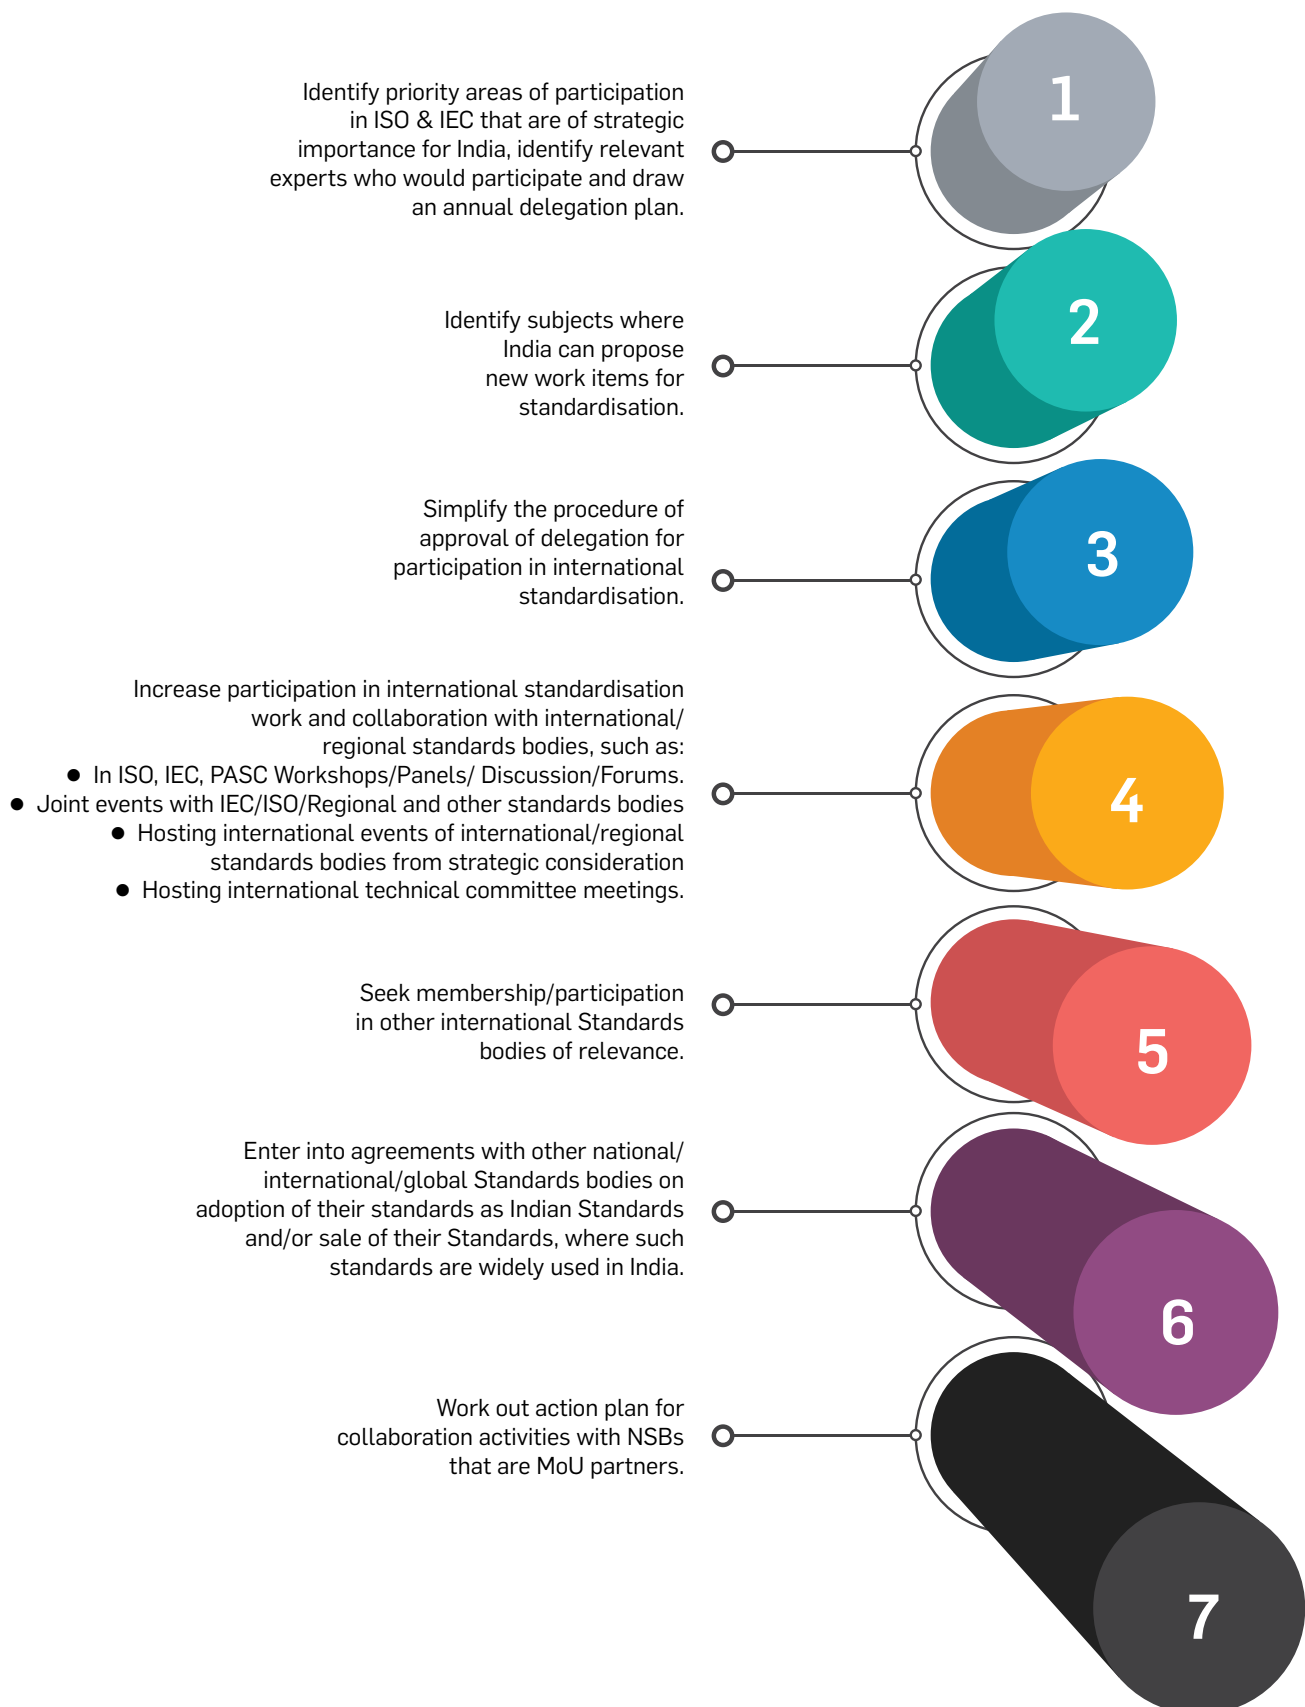 1
Identify priority areas of participation
in ISO & IEC that are of strategic
importance for India, identify relevant
experts who would participate and draw
an annual delegation plan.
2
Identify subjects where
India can propose
new work items for
standardisation.
3
Simplify the procedure of
approval of delegation for
participation in international
standardisation.
4
Increase participation in international standardisation
work and collaboration with international/
regional standards bodies, such as:
● In ISO, IEC, PASC Workshops/Panels/ Discussion/Forums.
● Joint events with IEC/ISO/Regional and other standards bodies
● Hosting international events of international/regional
standards bodies from strategic consideration
● Hosting international technical committee meetings.
5
Seek membership/participation
in other international Standards
bodies of relevance.
6
Enter into agreements with other national/
international/global Standards bodies on
adoption of their standards as Indian Standards
and/or sale of their Standards, where such
standards are widely used in India.
7
Work out action plan for
collaboration activities with NSBs
that are MoU partners.